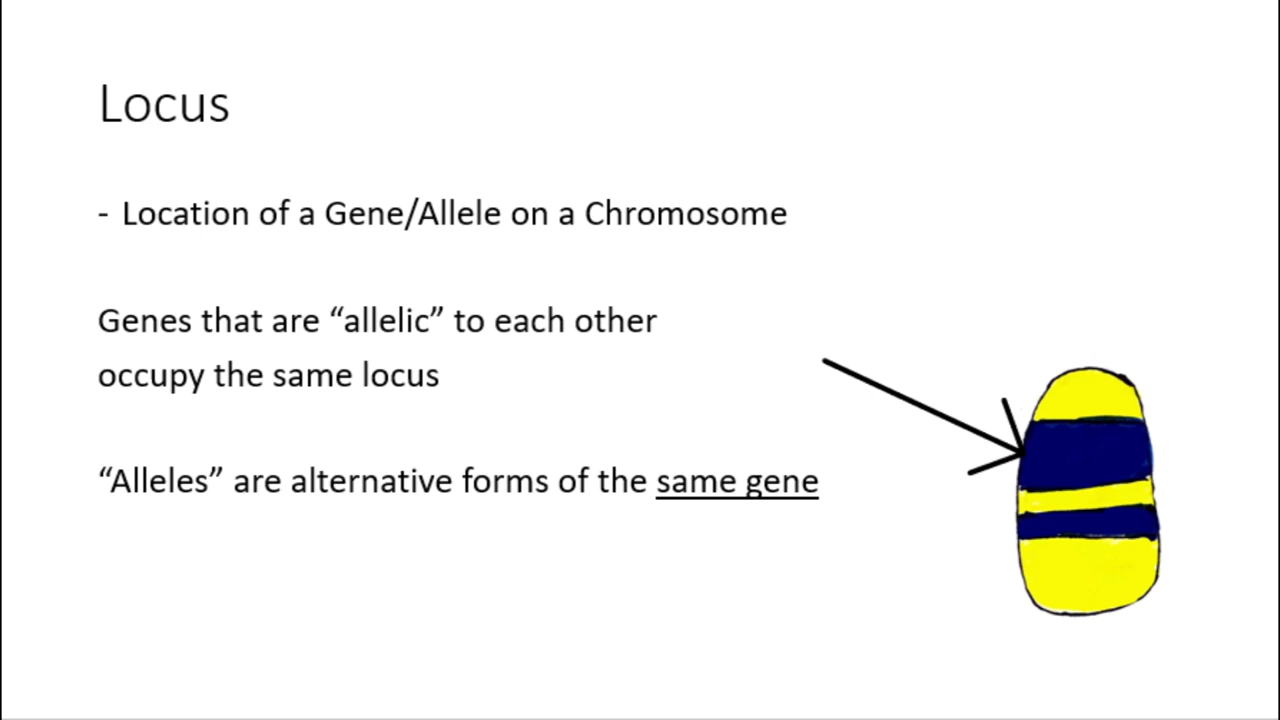 Locus
- Location of a Gene/Allele on a Chromosome
Genes that are “allelic” to each other
occupy the same locus
“Alleles” are alternative forms of the same gene